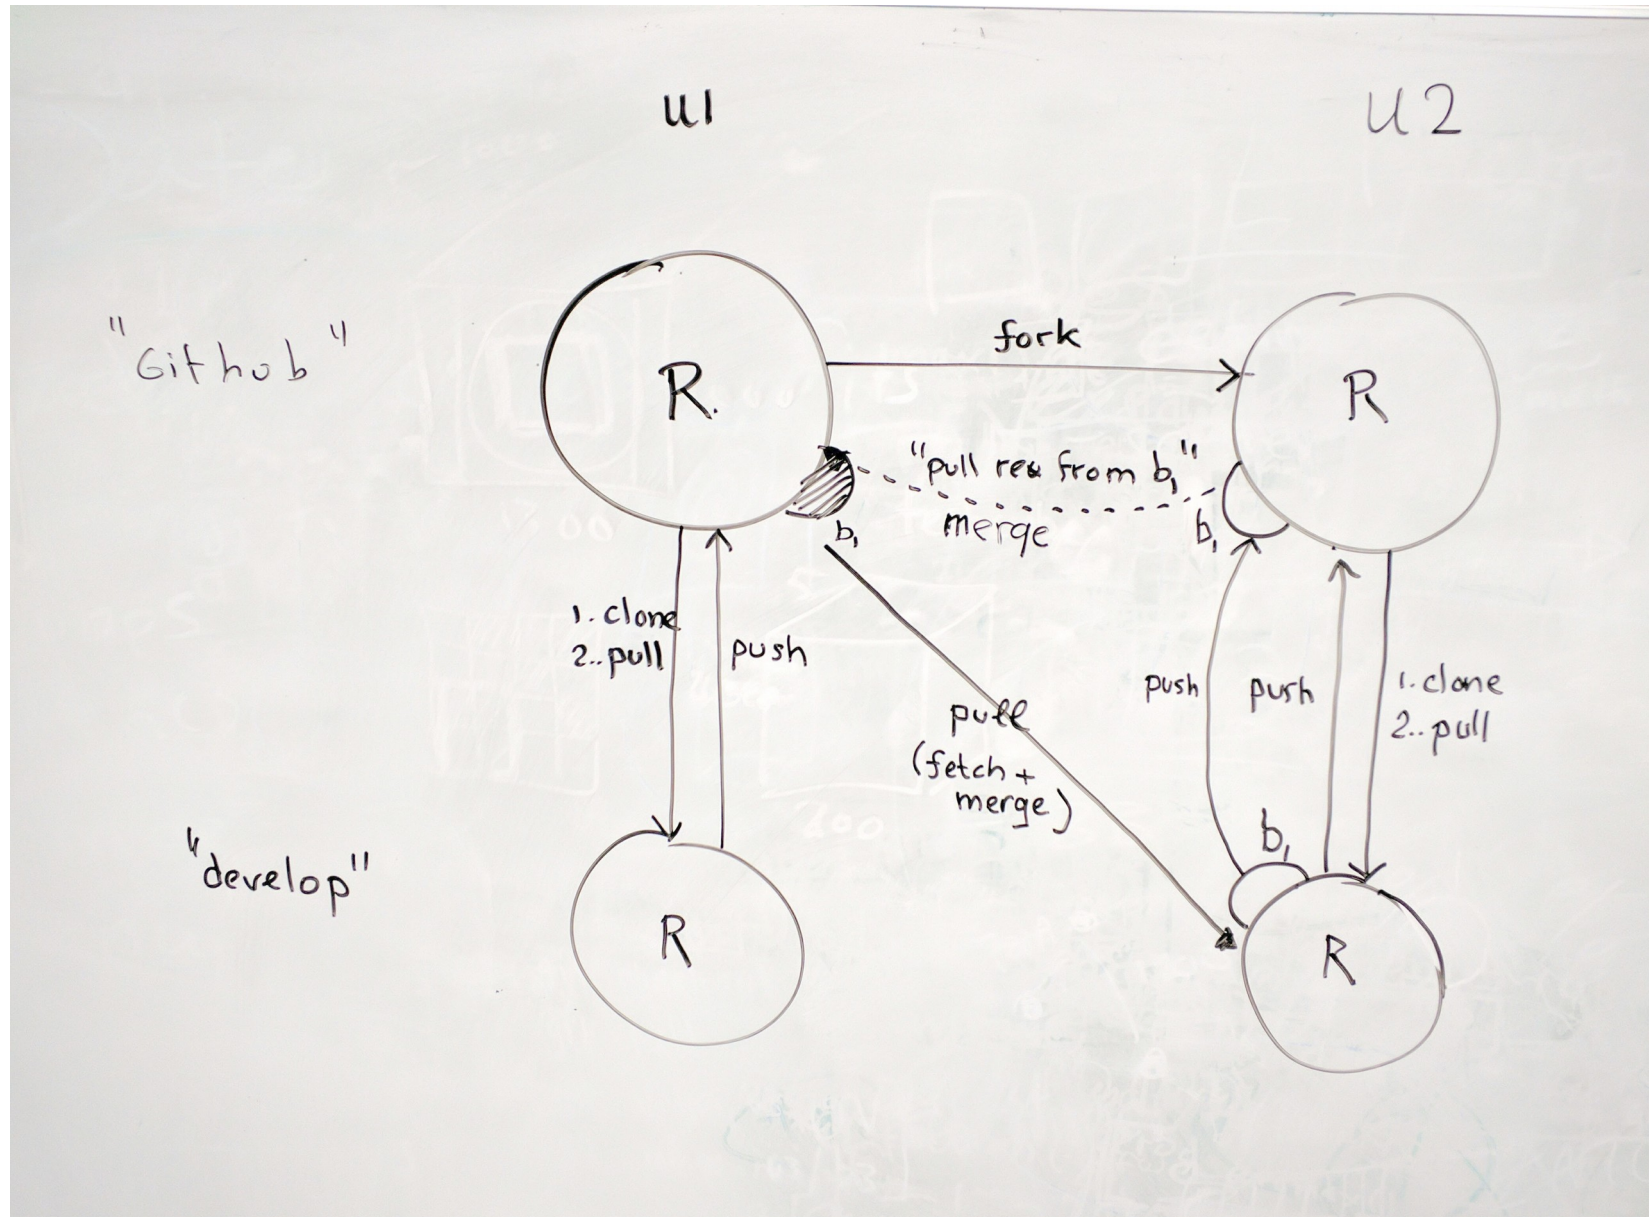 U1
U2
"Github"
R.
fork
R
"pull req from b₁"
merge
b₁
b₁
1. clone
2..pull
push
pull
(fetch +
merge)
push
push
1. clone
2..pull
"develop"
R
b₁
R